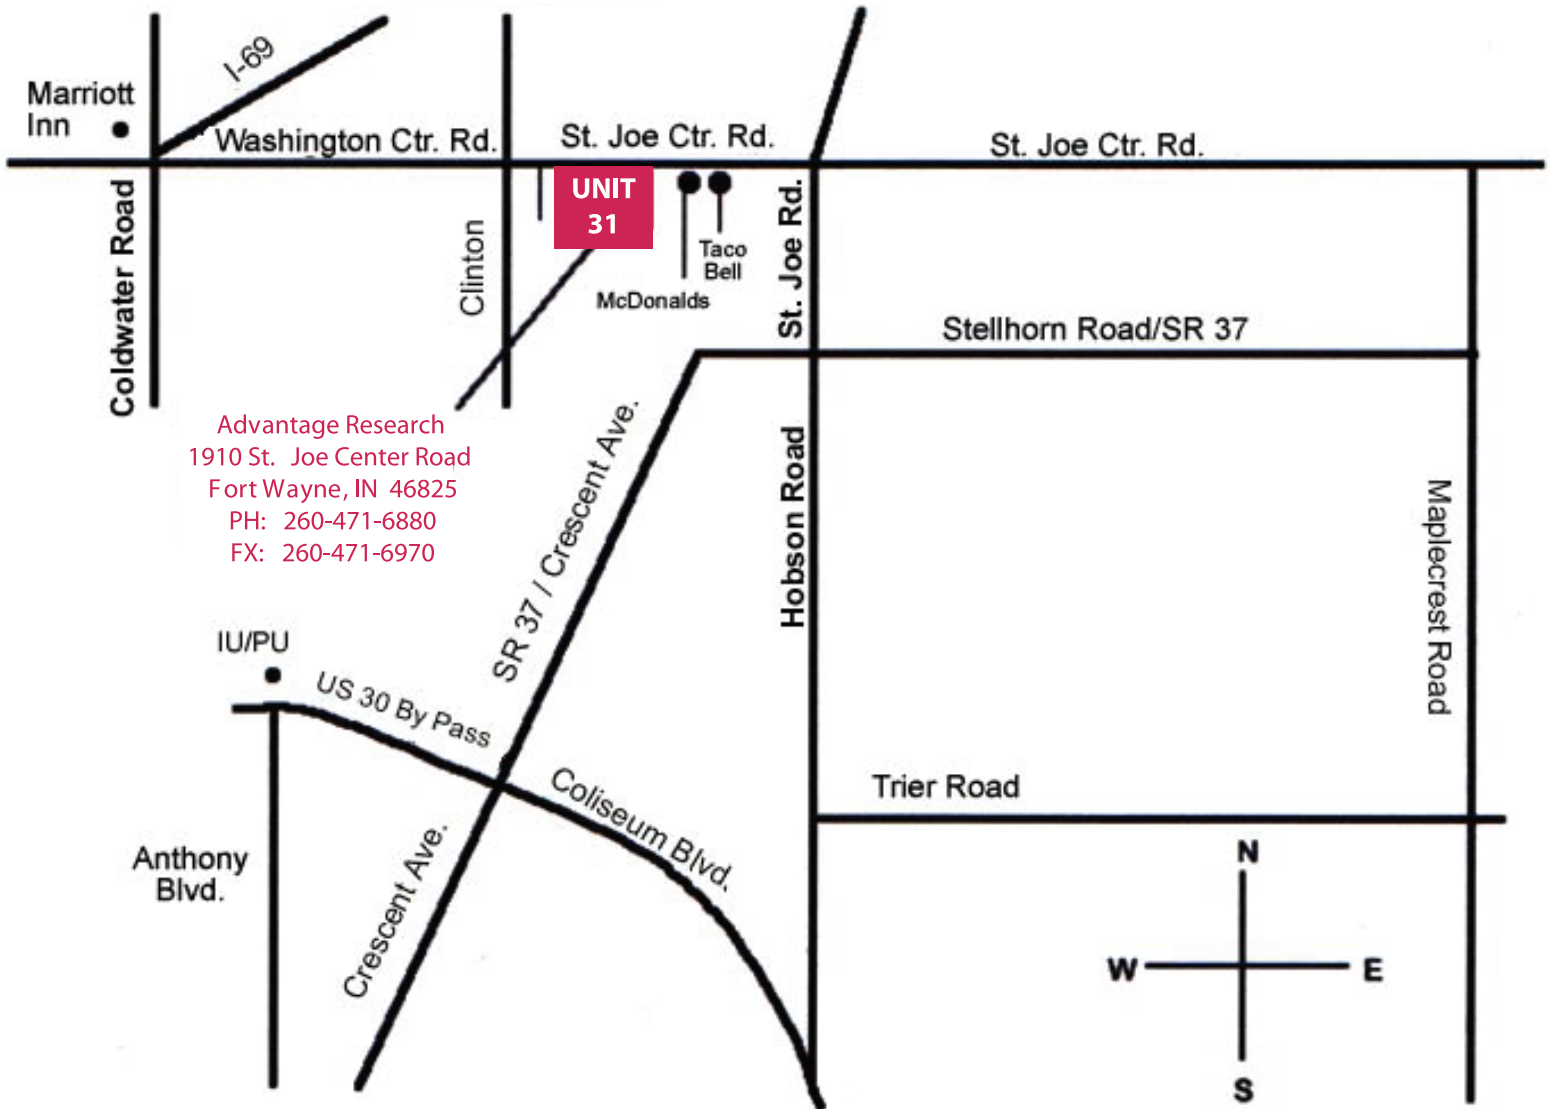 I-69
Marriott
Inn
Washington Ctr. Rd.
St. Joe Ctr. Rd.
St. Joe Ctr. Rd.
UNIT
31
Coldwater Road
Clinton
Taco
Bell
McDonalds
St. Joe Rd.
Stellhorn Road/SR 37
Advantage Research
1910 St. Joe Center Road
Fort Wayne, IN 46825
PH: 260-471-6880
FX: 260-471-6970
SR 37 / Crescent Ave.
Hobson Road
Maplecrest Road
IU/PU
US 30 By Pass
Coliseum Blvd.
Trier Road
Anthony
Blvd.
Crescent Ave.
N
W
E
S